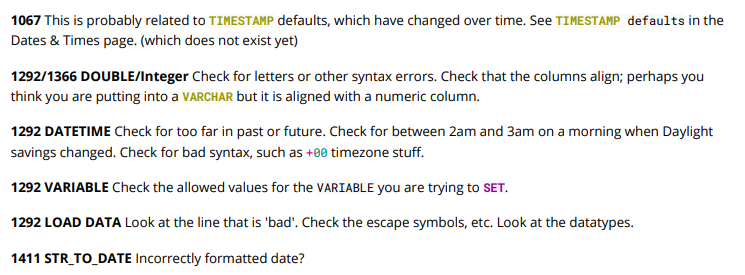 1067 This is probably related to TIMESTAMP defaults, which have changed over time. See TIMESTAMP defaults in the
Dates & Times page. (which does not exist yet)
1292/1366 DOUBLE/Integer Check for letters or other syntax errors. Check that the columns align; perhaps you
think you are putting into a VARCHAR but it is aligned with a numeric column.
1292 DATETIME Check for too far in past or future. Check for between 2am and 3am on a morning when Daylight
savings changed. Check for bad syntax, such as +00 timezone stuff.
1292 VARIABLE Check the allowed values for the VARIABLE you are trying to SET.
1292 LOAD DATA Look at the line that is 'bad'. Check the escape symbols, etc. Look at the datatypes.
1411 STR_TO_DATE Incorrectly formatted date?